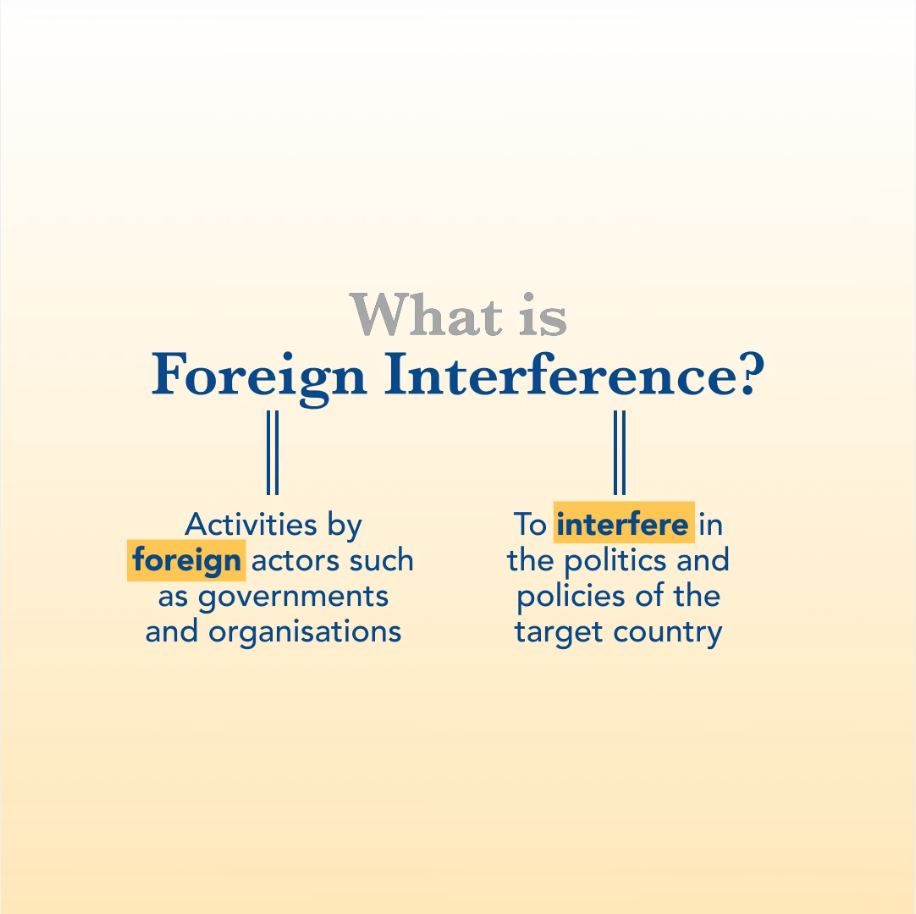 What is
Foreign Interference?
Activities by
foreign actors such
as governments
and organisations
To interfere in
the politics and
policies of the
target country